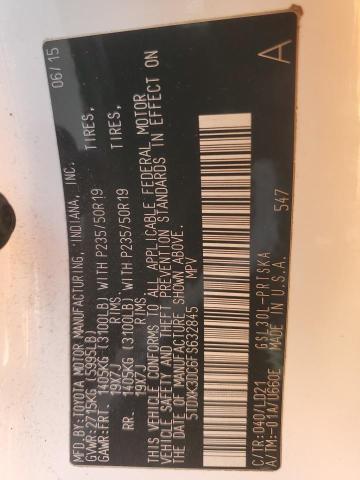 MFD.BY:TOYOTA MOTOR MANUFACTURING, INDIANA, INC. 06/15
GVWR:2715KG (5995LB)
GAWR:FRT. 1405KG (3100LB) WITH P235/50R19 TIRES,
19X7J RIMS
RR. 1405KG (3100LB) WITH P235/50R19 TIRES,
19X7J RIMS
THIS VEHICLE CONFORMS TO ALL APPLICABLE FEDERAL MOTOR
VEHICLE SAFETY AND THEFT PREVENTION STANDARDS IN EFFECT ON
THE DATE OF MANUFACTURE SHOWN ABOVE.
5TDXK3DC6FS632845 MPV
C/TR:040/LD21 GSL30L-PRTSKA 547
A/TM:-01A/U660E MADE IN U.S.A. A